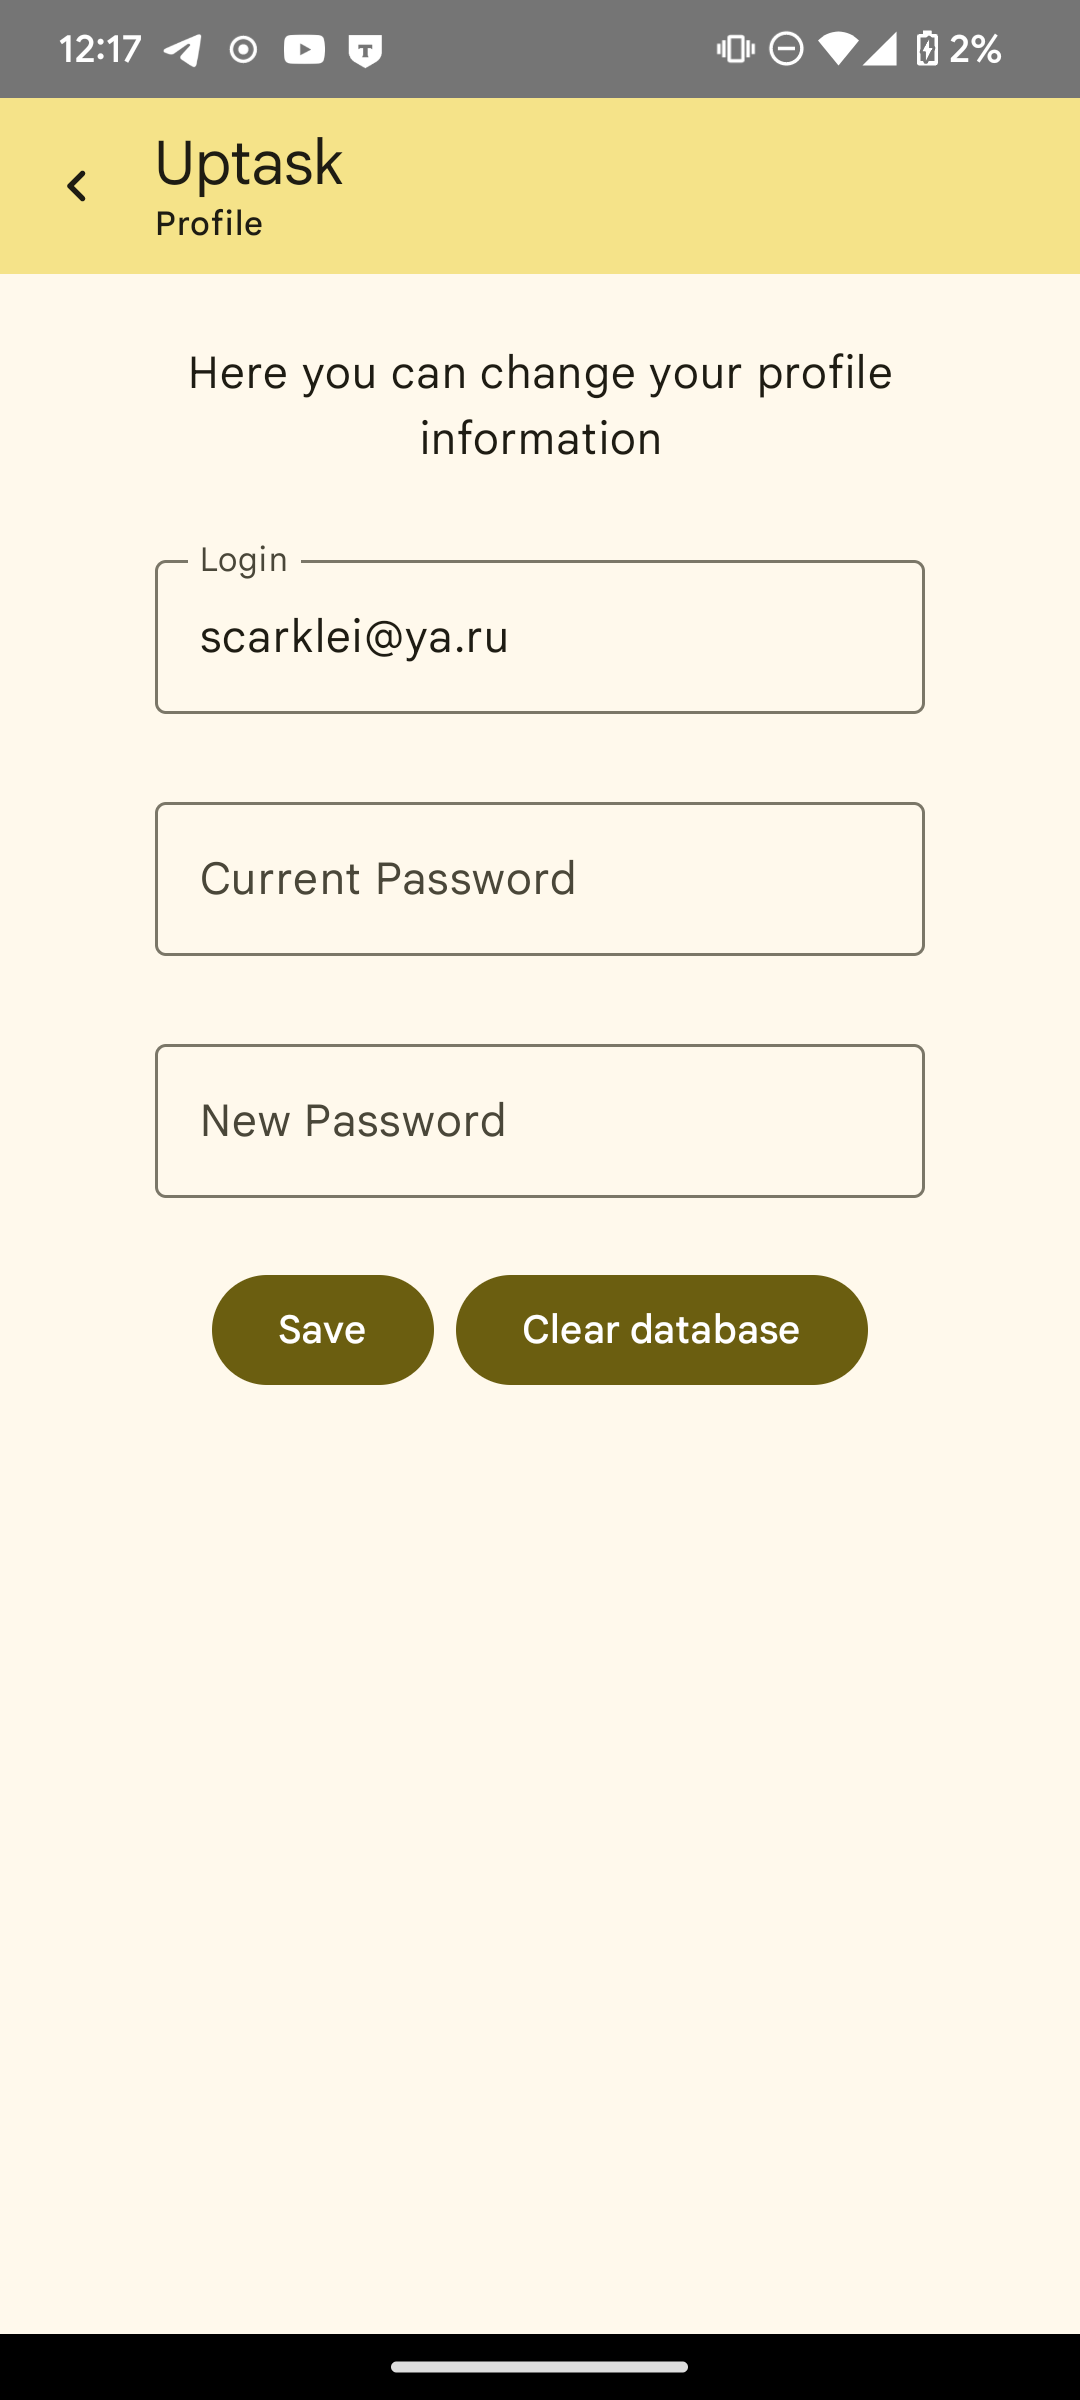 12:17
2%
Uptask
Profile
Here you can change your profile
information
Login
scarklei@ya.ru
Current Password
New Password
Save
Clear database